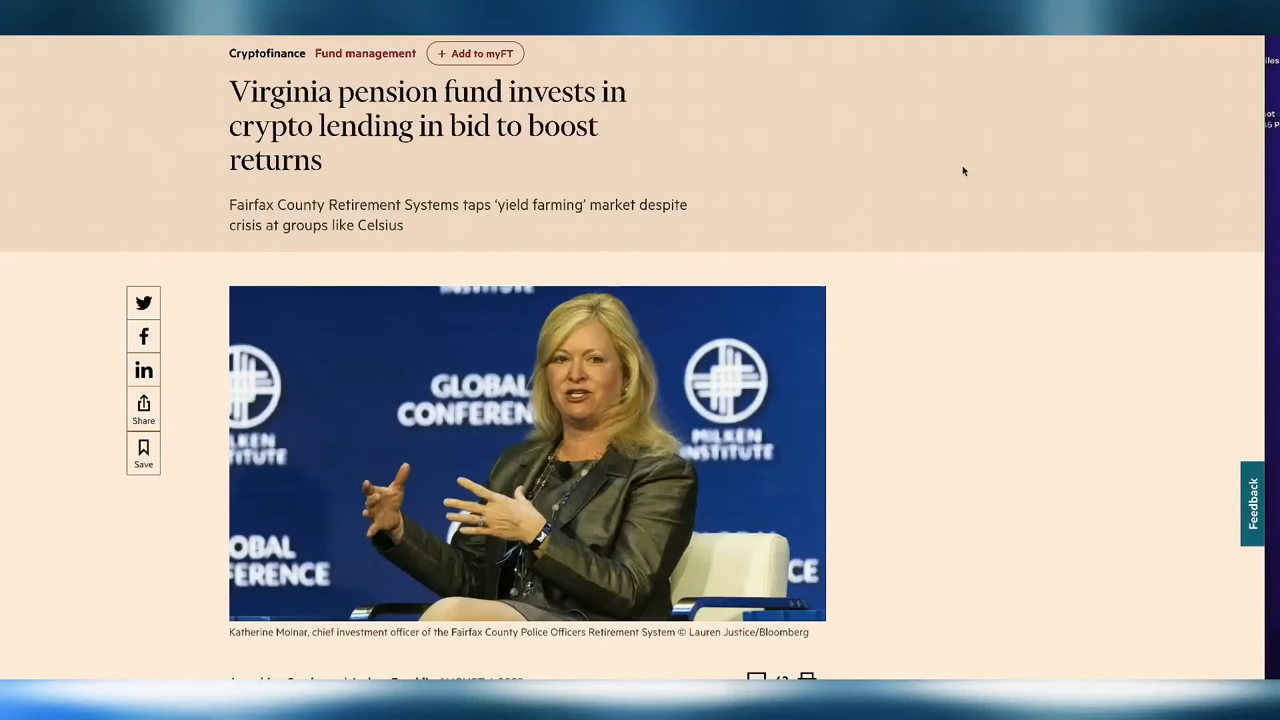 Cryptofinance Fund management + Add to myFT
Virginia pension fund invests in
crypto lending in bid to boost
returns
Fairfax County Retirement Systems taps ‘yield farming’ market despite
crisis at groups like Celsius
INSTITUTE
GLOBAL
CONFEREN
MILKEN
INSTITUTE
LKEN
TITUTE
OBAL
FERENCE
CE
Share
Save
Feedback
Katherine Molnar, chief investment officer of the Fairfax County Police Officers Retirement System © Lauren Justice/Bloomberg